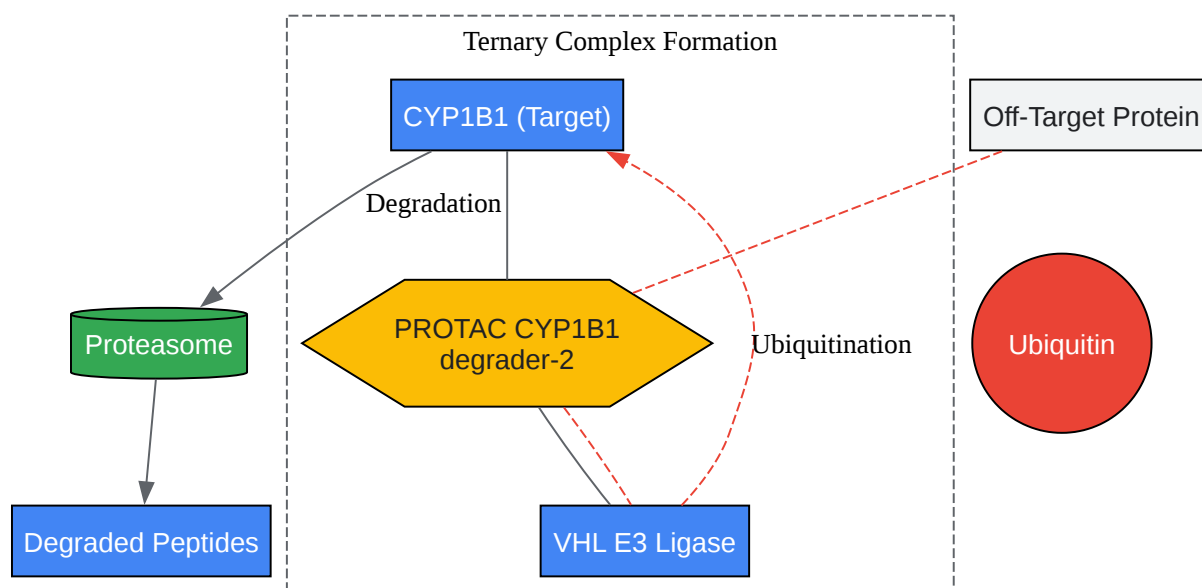 Ternary Complex Formation
CYP1B1 (Target)
Off-Target Protein
Degradation
PROTAC CYP1B1
degrader-2
Proteasome
Ubiquitination
Ubiquitin
Degraded Peptides
VHL E3 Ligase